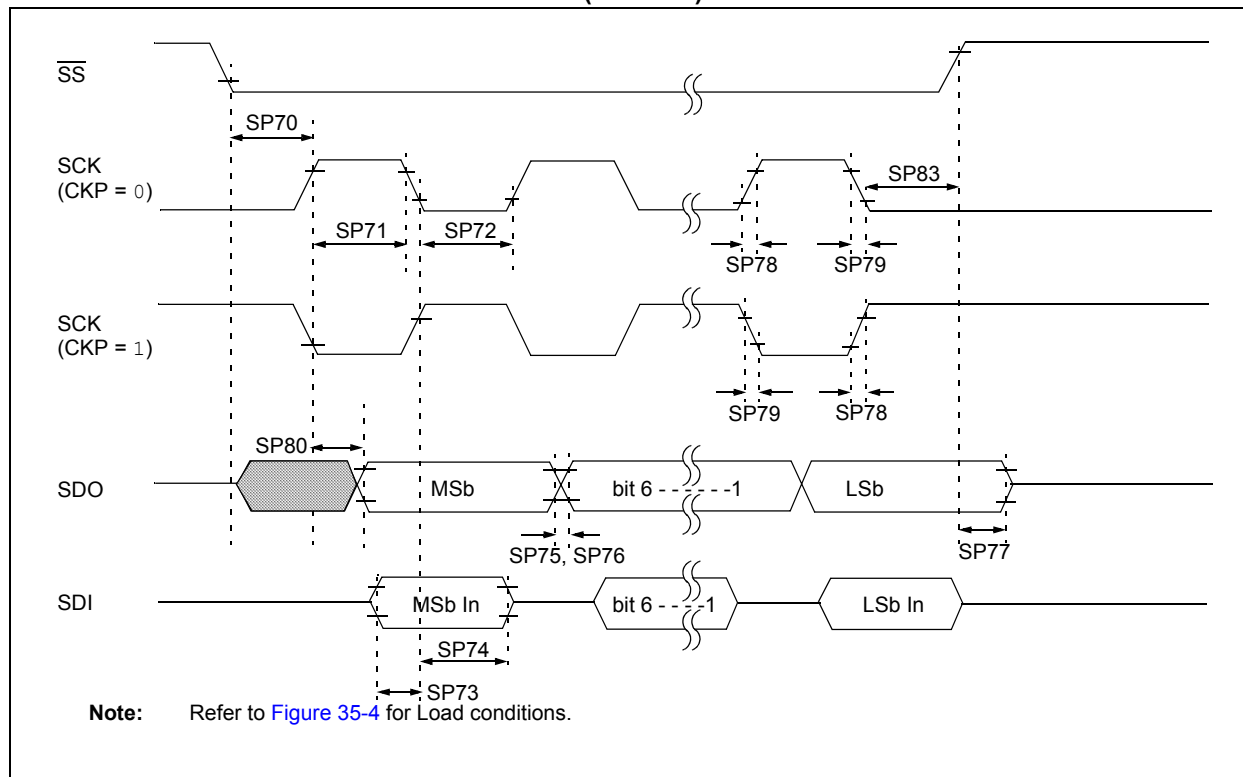 SS
SP70
SCK
(CKP = 0)
SP83
SP71
SP72
SP78
SP79
SCK
(CKP = 1)
SP79
SP78
SP80
SDO
MSb
bit 6 - - - - - - -1
LSb
SP75, SP76
SP77
SDI
MSb In
bit 6 - - - - -1
LSb In
SP74
SP73
Note: Refer to Figure 35-4 for Load conditions.